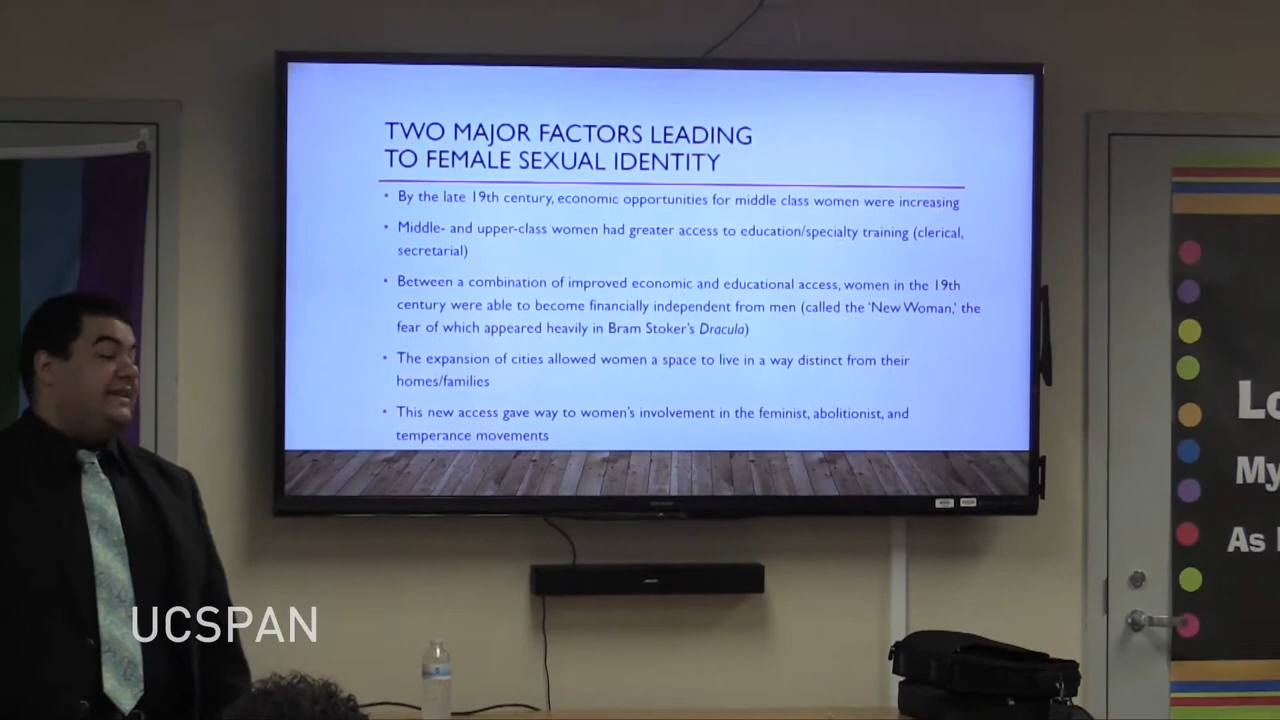 TWO MAJOR FACTORS LEADING
TO FEMALE SEXUAL IDENTITY
• By the late 19th century, economic opportunities for middle class women were increasing
• Middle- and upper-class women had greater access to education/specialty training (clerical,
secretarial)
• Between a combination of improved economic and educational access, women in the 19th
century were able to become financially independent from men (called the 'New Woman,' the
fear of which appeared heavily in Bram Stoker's Dracula)
• The expansion of cities allowed women a space to live in a way distinct from their
homes/families
• This new access gave way to women's involvement in the feminist, abolitionist, and
temperance movements
Lo
My
As
UCSPAN